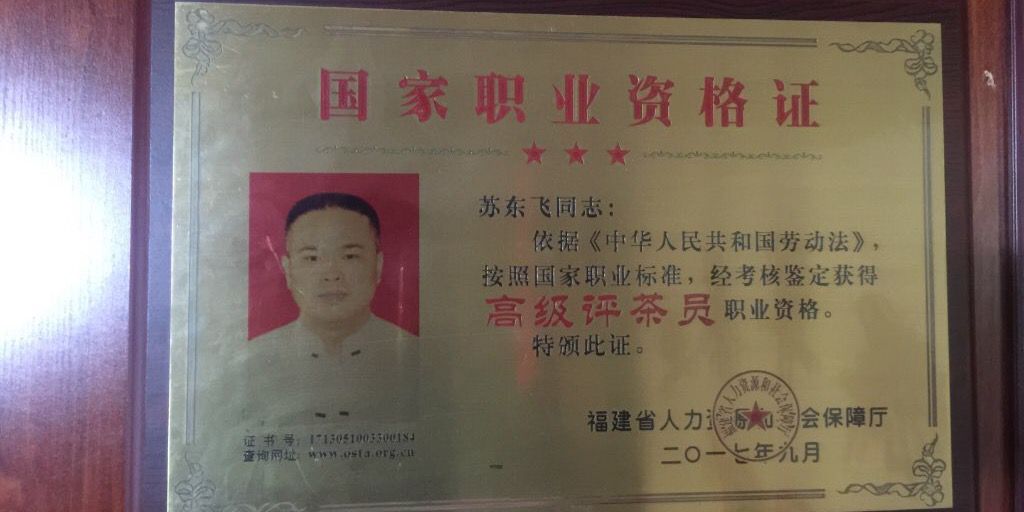 国家职业资格证
苏东飞同志：
依据《中华人民共和国劳动法》，
按照国家职业标准，经考核鉴定获得
高级评茶员职业资格。
特颁此证。
福建省人力资源和社会保障厅
二〇一七年九月
证书号：1713051003300184
查询网址：www.osta.org.cn